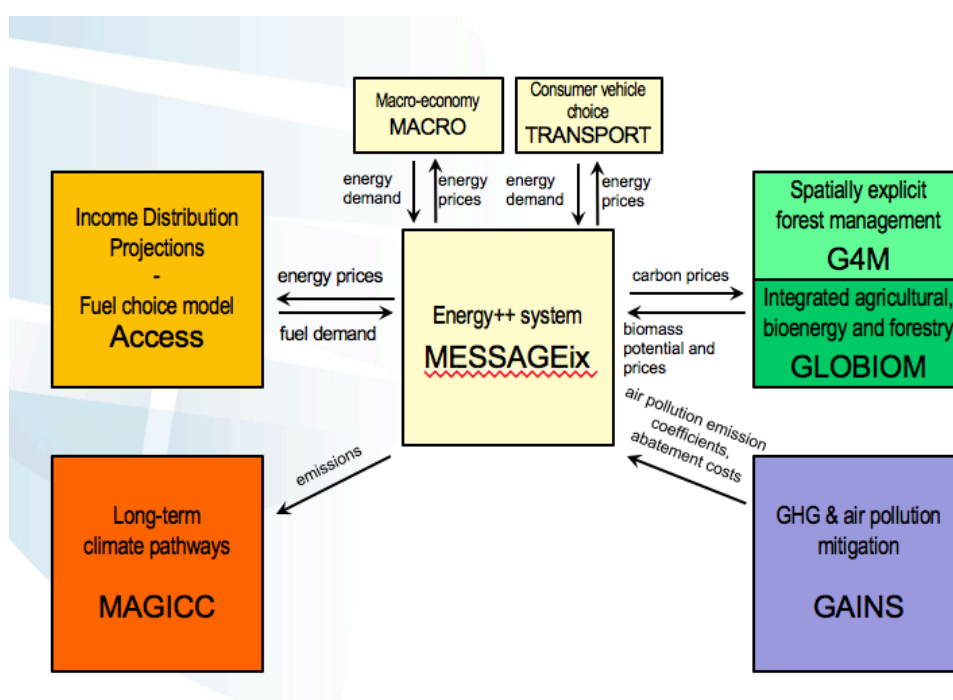 Macro-economy
MACRO
Consumer vehicle
choice
TRANSPORT
energy
demand
energy
prices
energy
demand
energy
prices
Income Distribution
Projections
-
Fuel choice model
Access
energy prices
fuel demand
Energy++ system
MESSAGEix
carbon prices
biomass
potential and
prices
Spatially explicit
forest management
G4M
Integrated agricultural,
bioenergy and forestry
GLOBIOM
air pollution emission
coefficients,
abatement costs
emissions
Long-term
climate pathways
MAGICC
GHG & air pollution
mitigation
GAINS